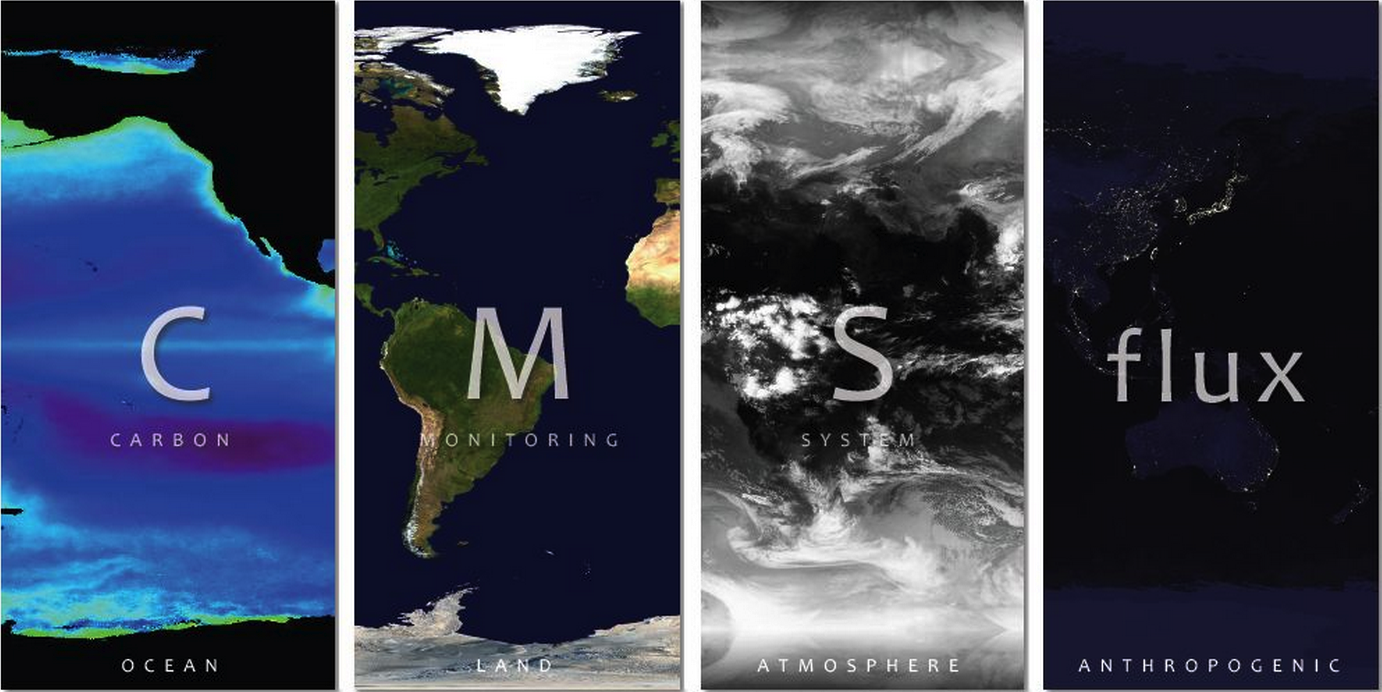 C
CARBON
OCEAN
M
MONITORING
LAND
S
SYSTEM
ATMOSPHERE
flux
ANTHROPOGENIC